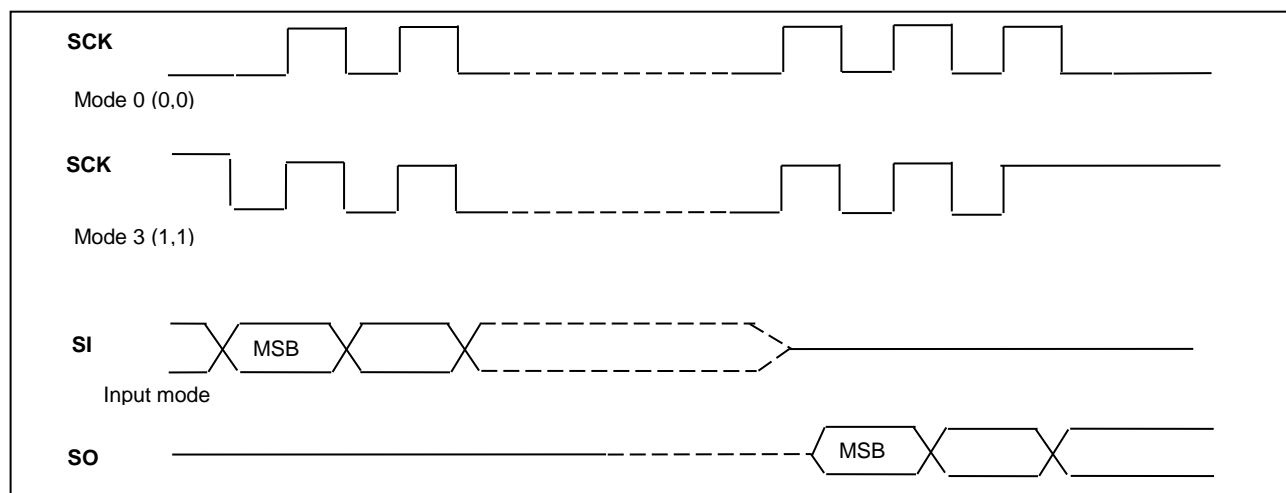 SCK
Mode 0 (0,0)
SCK
Mode 3 (1,1)
SI
MSB
Input mode
SO
MSB